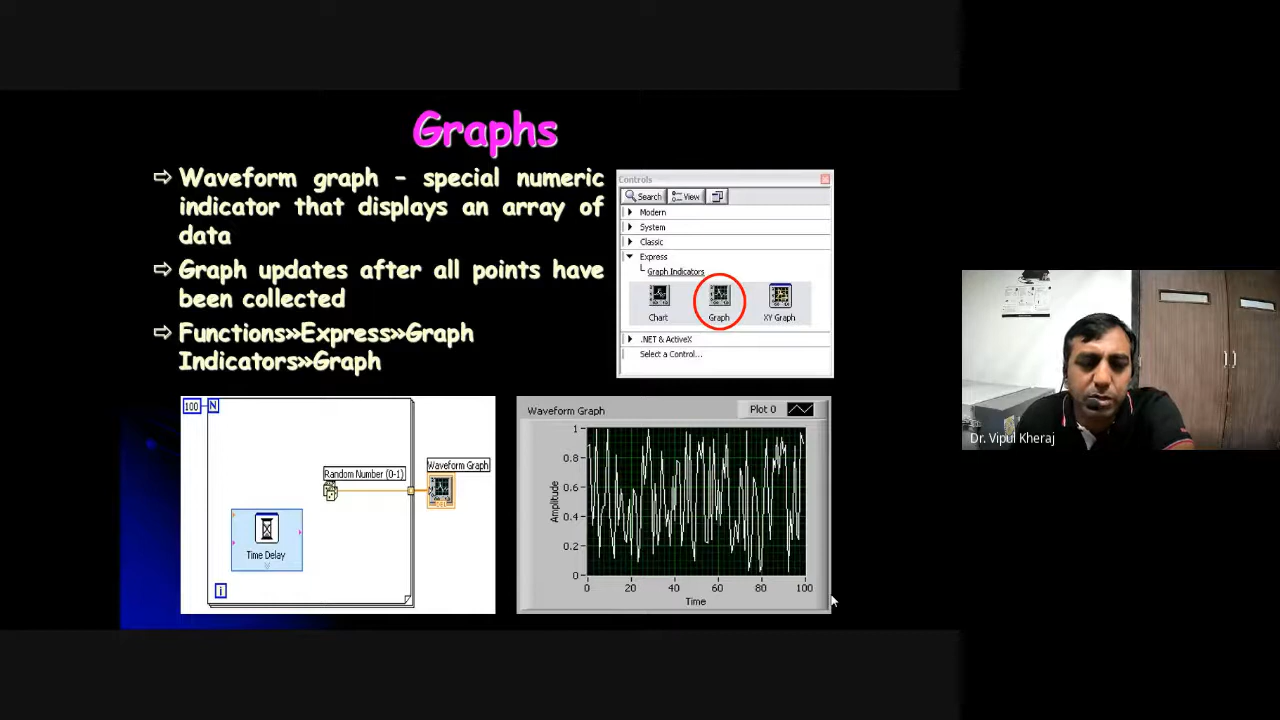 Graphs
⇨ Waveform graph – special numeric
indicator that displays an array of
data
⇨ Graph updates after all points have
been collected
⇨ Functions»Express»Graph
Indicators»Graph
Controls
Search View
Modern
System
Classic
Express
Graph Indicators
Chart Graph XY Graph
.NET & ActiveX
Select a Control...
100 N
Random Number (0-1)
Waveform Graph
Time Delay
i
Waveform Graph Plot 0
Amplitude
1
0.8
0.6
0.4
0.2
0
0 20 40 60 80 100
Time
Dr. Vipul Kheraj